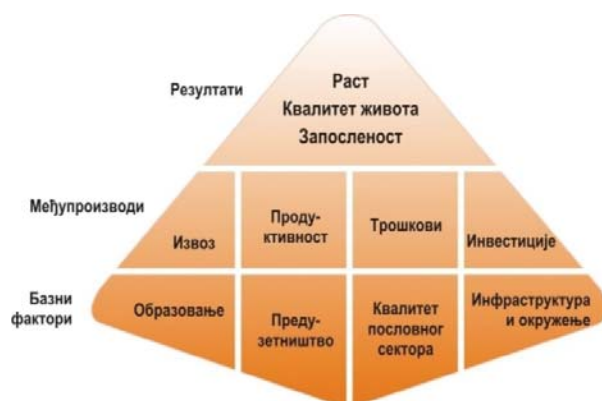 Резултати
Раст
Квалитет живота
Запосленост
Међупроизводи
Извоз
Проду-
ктивност
Трошкови
Инвестиције
Базни
фактори
Образовање
Преду-
зетништво
Квалитет
пословног
сектора
Инфраструктура
и окружење